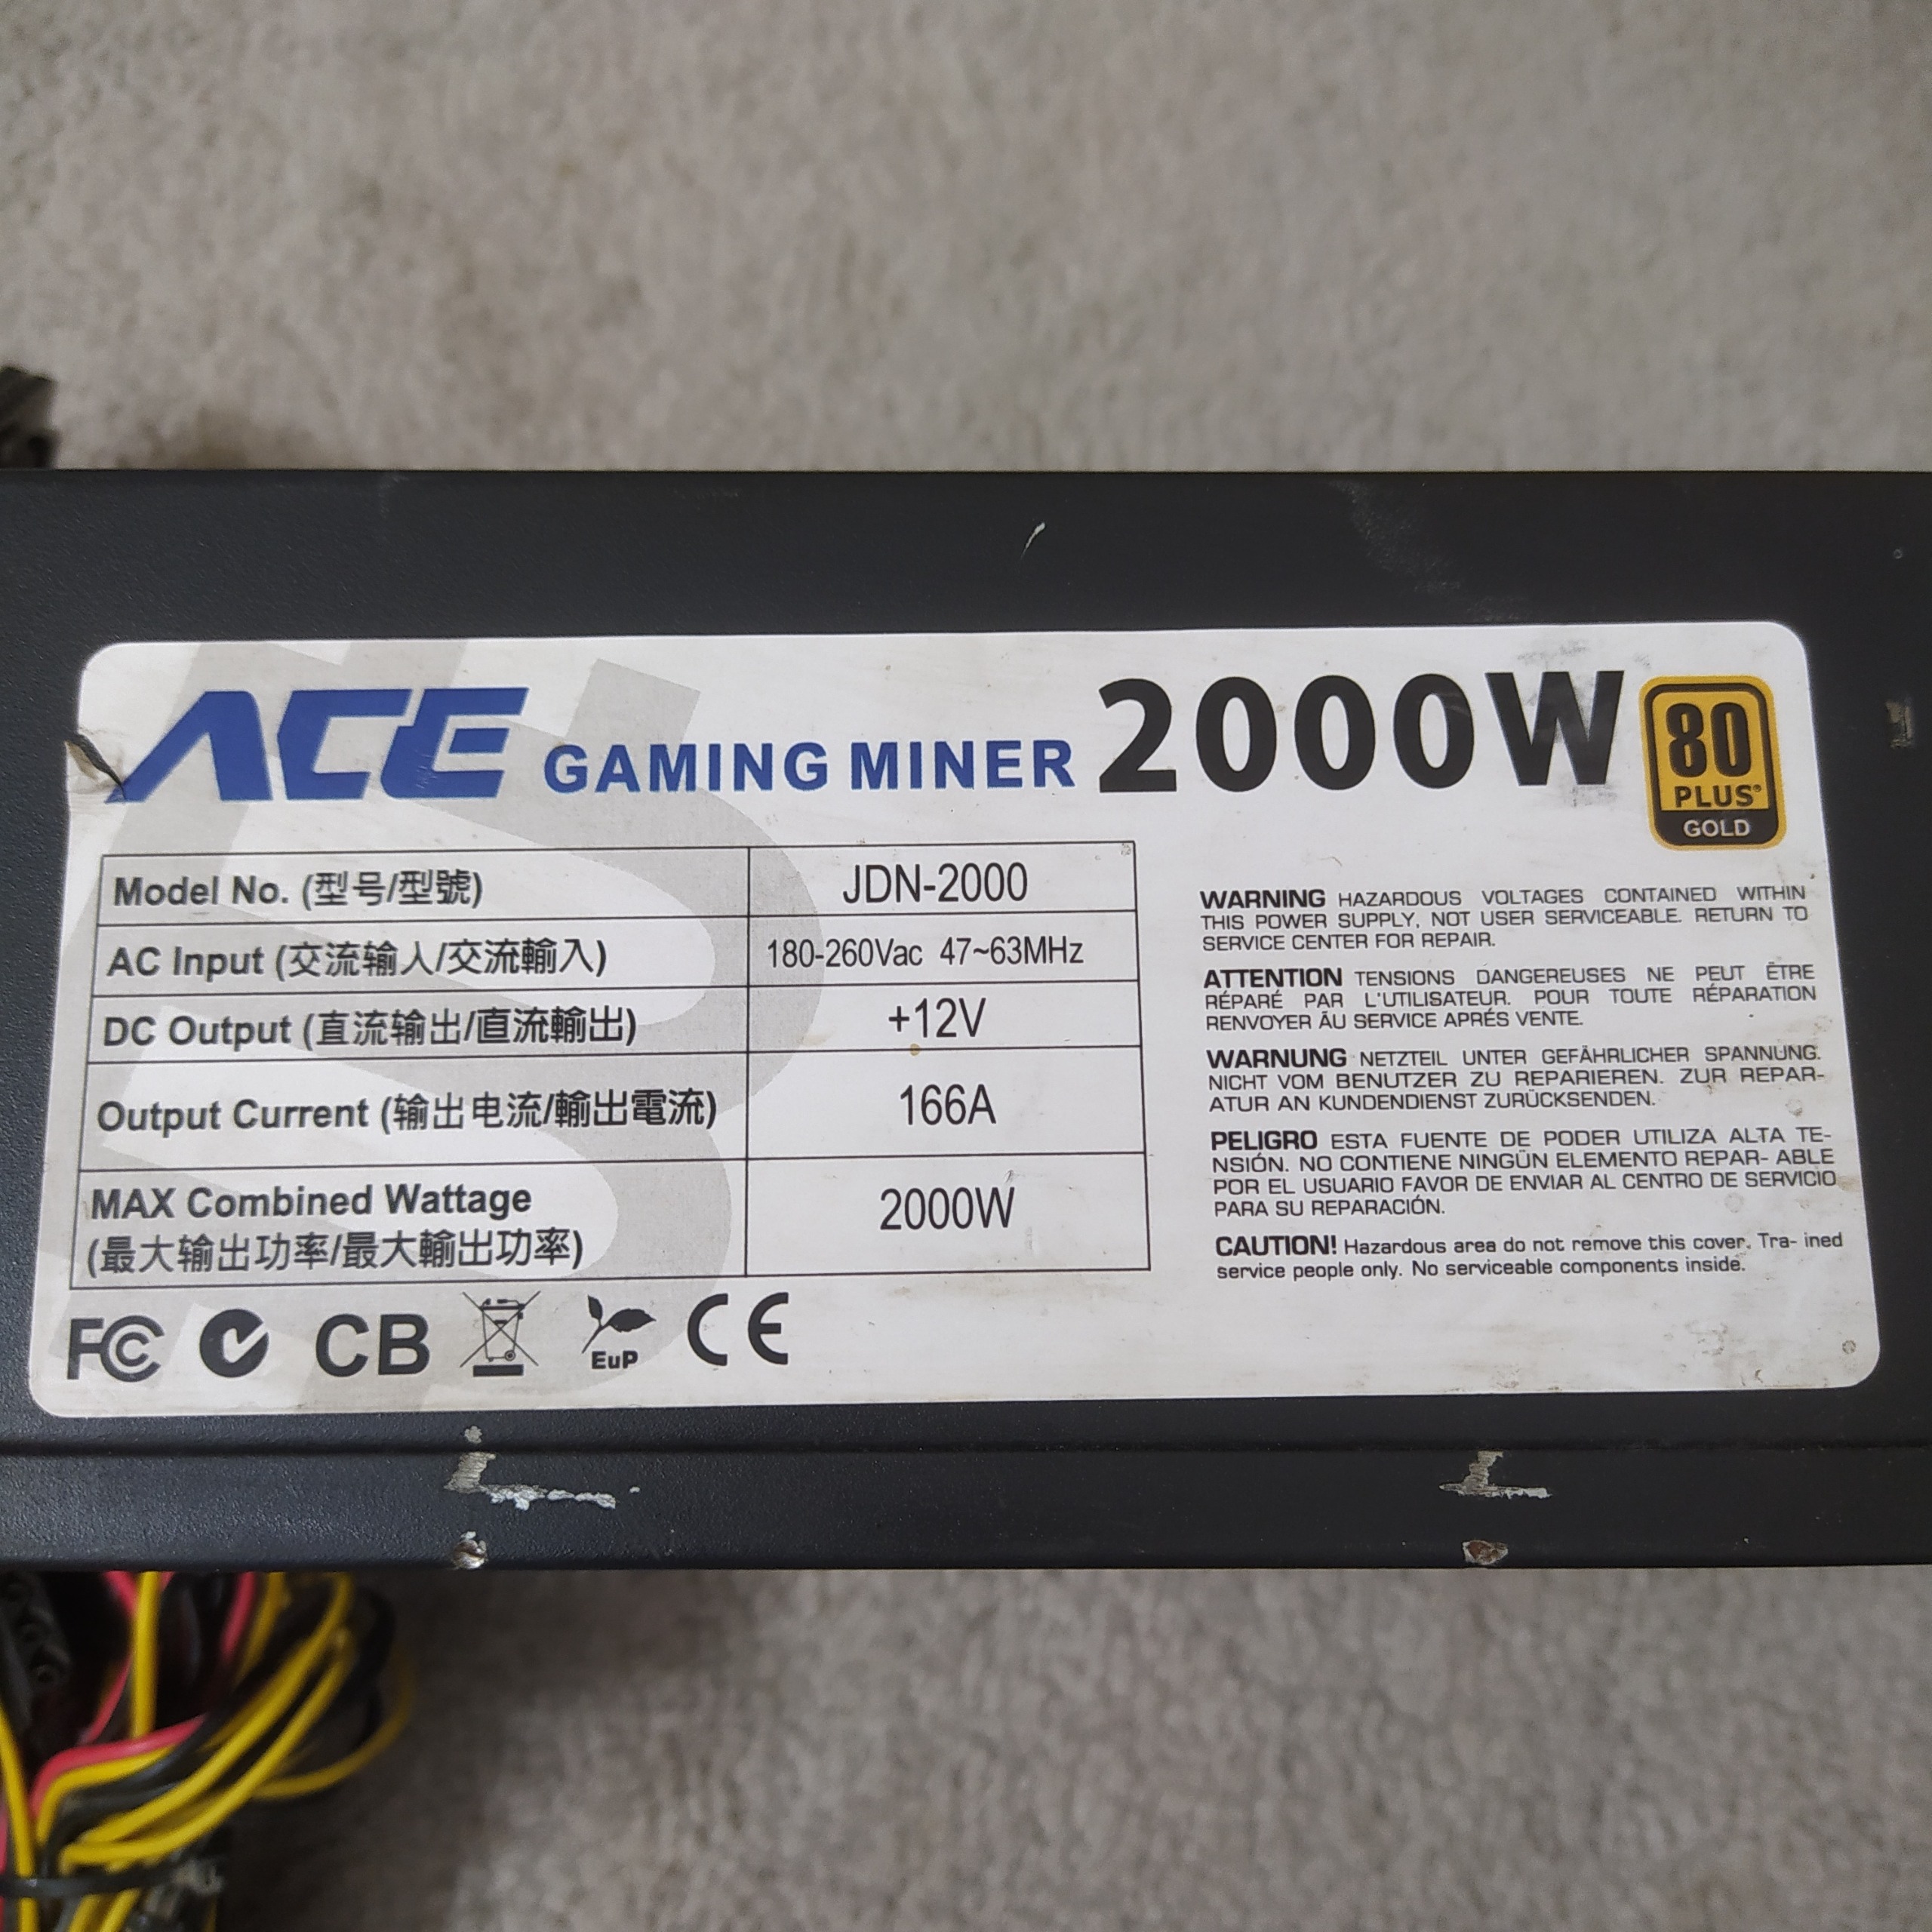 ACE GAMING MINER 2000W
80
PLUS®
GOLD
Model No. (型号/型號) JDN-2000
AC Input (交流输入/交流輸入) 180-260Vac 47~63MHz
DC Output (直流输出/直流輸出) +12V
Output Current (输出电流/輸出電流) 166A
MAX Combined Wattage
(最大输出功率/最大輸出功率) 2000W
FC CB EuP CE
WARNING HAZARDOUS VOLTAGES CONTAINED WITHIN
THIS POWER SUPPLY, NOT USER SERVICEABLE. RETURN TO
SERVICE CENTER FOR REPAIR.
ATTENTION TENSIONS DANGEREUSES NE PEUT ÊTRE
RÉPARÉ PAR L'UTILISATEUR. POUR TOUTE RÉPARATION
RENVOYER ÃU SERVICE APRÉS VENTE.
WARNUNG NETZTEIL UNTER GEFÄHRLICHER SPANNUNG.
NICHT VOM BENUTZER ZU REPARIEREN. ZUR REPAR-
ATUR AN KUNDENDIENST ZURÜCKSENDEN.
PELIGRO ESTA FUENTE DE PODER UTILIZA ALTA TE-
NSIÓN. NO CONTIENE NINGÜN ELEMENTO REPAR- ABLE
POR EL USUARIO FAVOR DE ENVIAR AL CENTRO DE SERVICIO
PARA SU REPARACIÓN.
CAUTION! Hazardous area do not remove this cover. Tra- ined
service people only. No serviceable components inside.